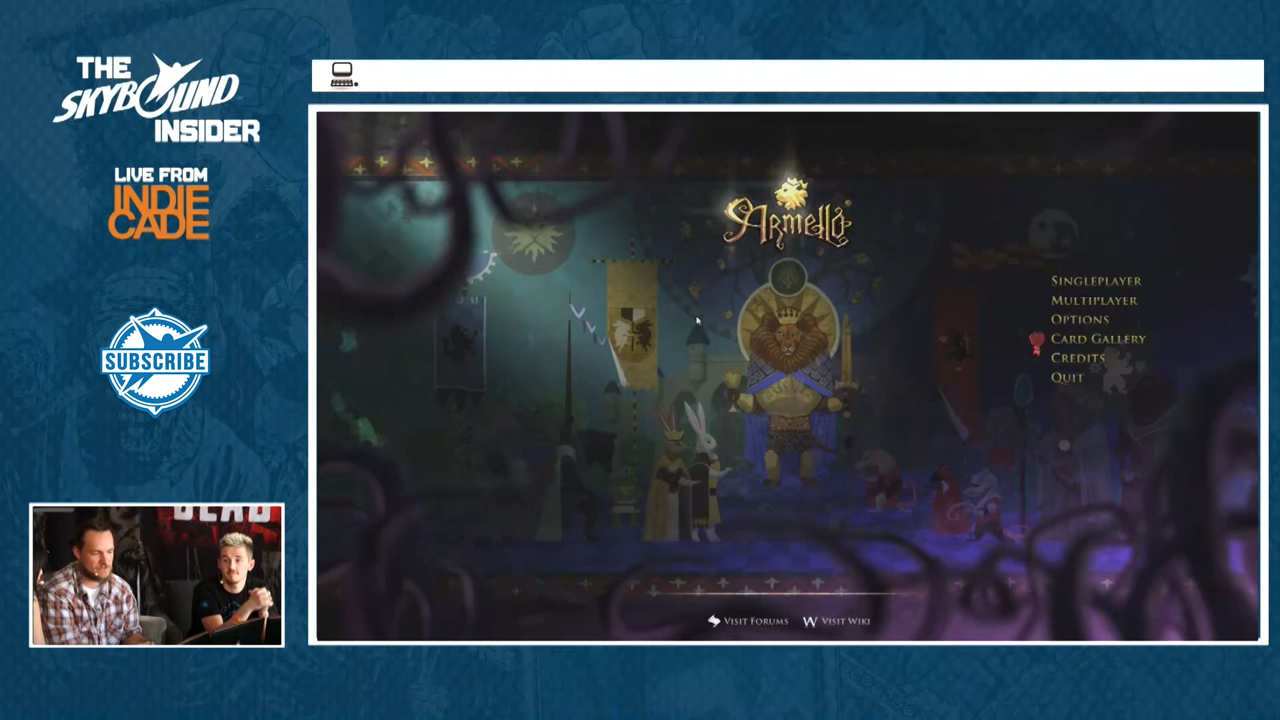 THE
SKYBOUND
INSIDER
LIVE FROM
INDIE
CADE
SUBSCRIBE
DEAD
ARMELLO
SINGLEPLAYER
MULTIPLAYER
OPTIONS
CARD GALLERY
CREDITS
QUIT
VISIT FORUMS
W VISIT WIKI